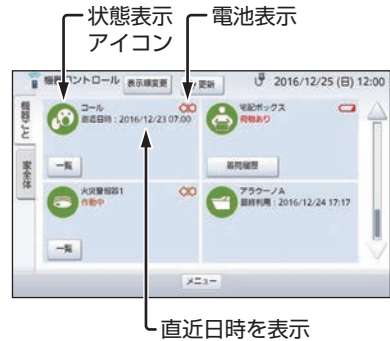 状態表示
アイコン
電池表示
機器コントロール
表示順変更
更新
2016/12/25 (日) 12:00
機器ごと
家全体
コール
直近日時：2016/12/23 07:00
一覧
宅配ボックス
荷物あり
着荷履歴
火災警報器1
作動中
一覧
アラウーノA
最終利用：2016/12/24 17:17
メニュー
直近日時を表示